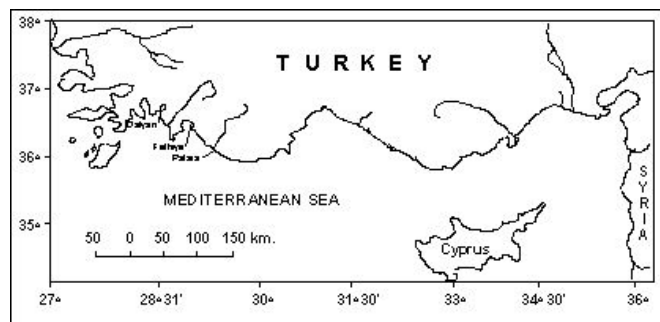 38°
TURKEY
37°
Dalyan
Fethiye
36°
Patara
MEDITERRANEAN SEA
SYRIA
35°
50 0 50 100 150 km.
Cyprus
27° 28°31' 30° 31°30' 33° 34°30' 36°